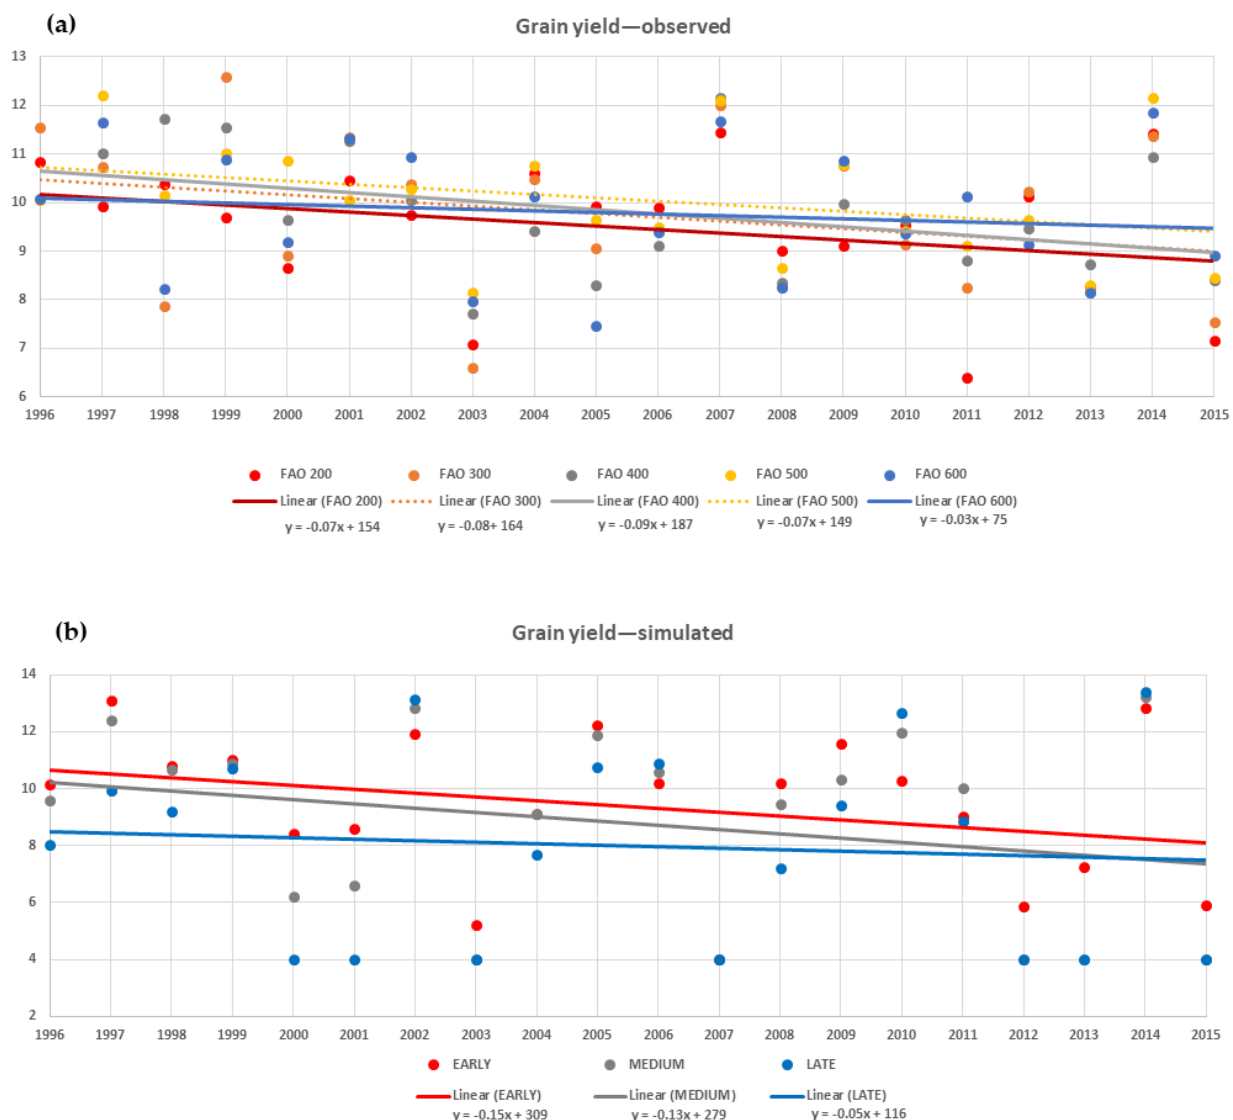 (a)
Grain yield—observed
13
12
11
10
9
8
7
6
1996 1997 1998 1999 2000 2001 2002 2003 2004 2005 2006 2007 2008 2009 2010 2011 2012 2013 2014 2015
FAO 200 FAO 300 FAO 400 FAO 500 FAO 600
Linear (FAO 200) Linear (FAO 300) Linear (FAO 400) Linear (FAO 500) Linear (FAO 600)
y = -0.07x + 154 y = -0.08+ 164 y = -0.09x + 187 y = -0.07x + 149 y = -0.03x + 75
(b)
Grain yield—simulated
14
12
10
8
6
4
2
1996 1997 1998 1999 2000 2001 2002 2003 2004 2005 2006 2007 2008 2009 2010 2011 2012 2013 2014 2015
EARLY MEDIUM LATE
Linear (EARLY) Linear (MEDIUM) Linear (LATE)
y = -0.15x + 309 y = -0.13x + 279 y = -0.05x + 116